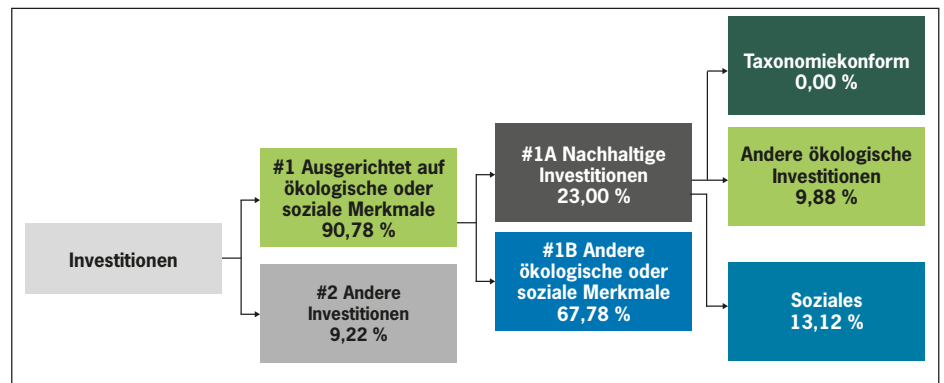 Investitionen
#1 Ausgerichtet auf
ökologische oder
soziale Merkmale
90,78 %
#2 Andere
Investitionen
9,22 %
#1A Nachhaltige
Investitionen
23,00 %
#1B Andere
ökologische oder
soziale Merkmale
67,78 %
Taxonomiekonform
0,00 %
Andere ökologische
Investitionen
9,88 %
Soziales
13,12 %